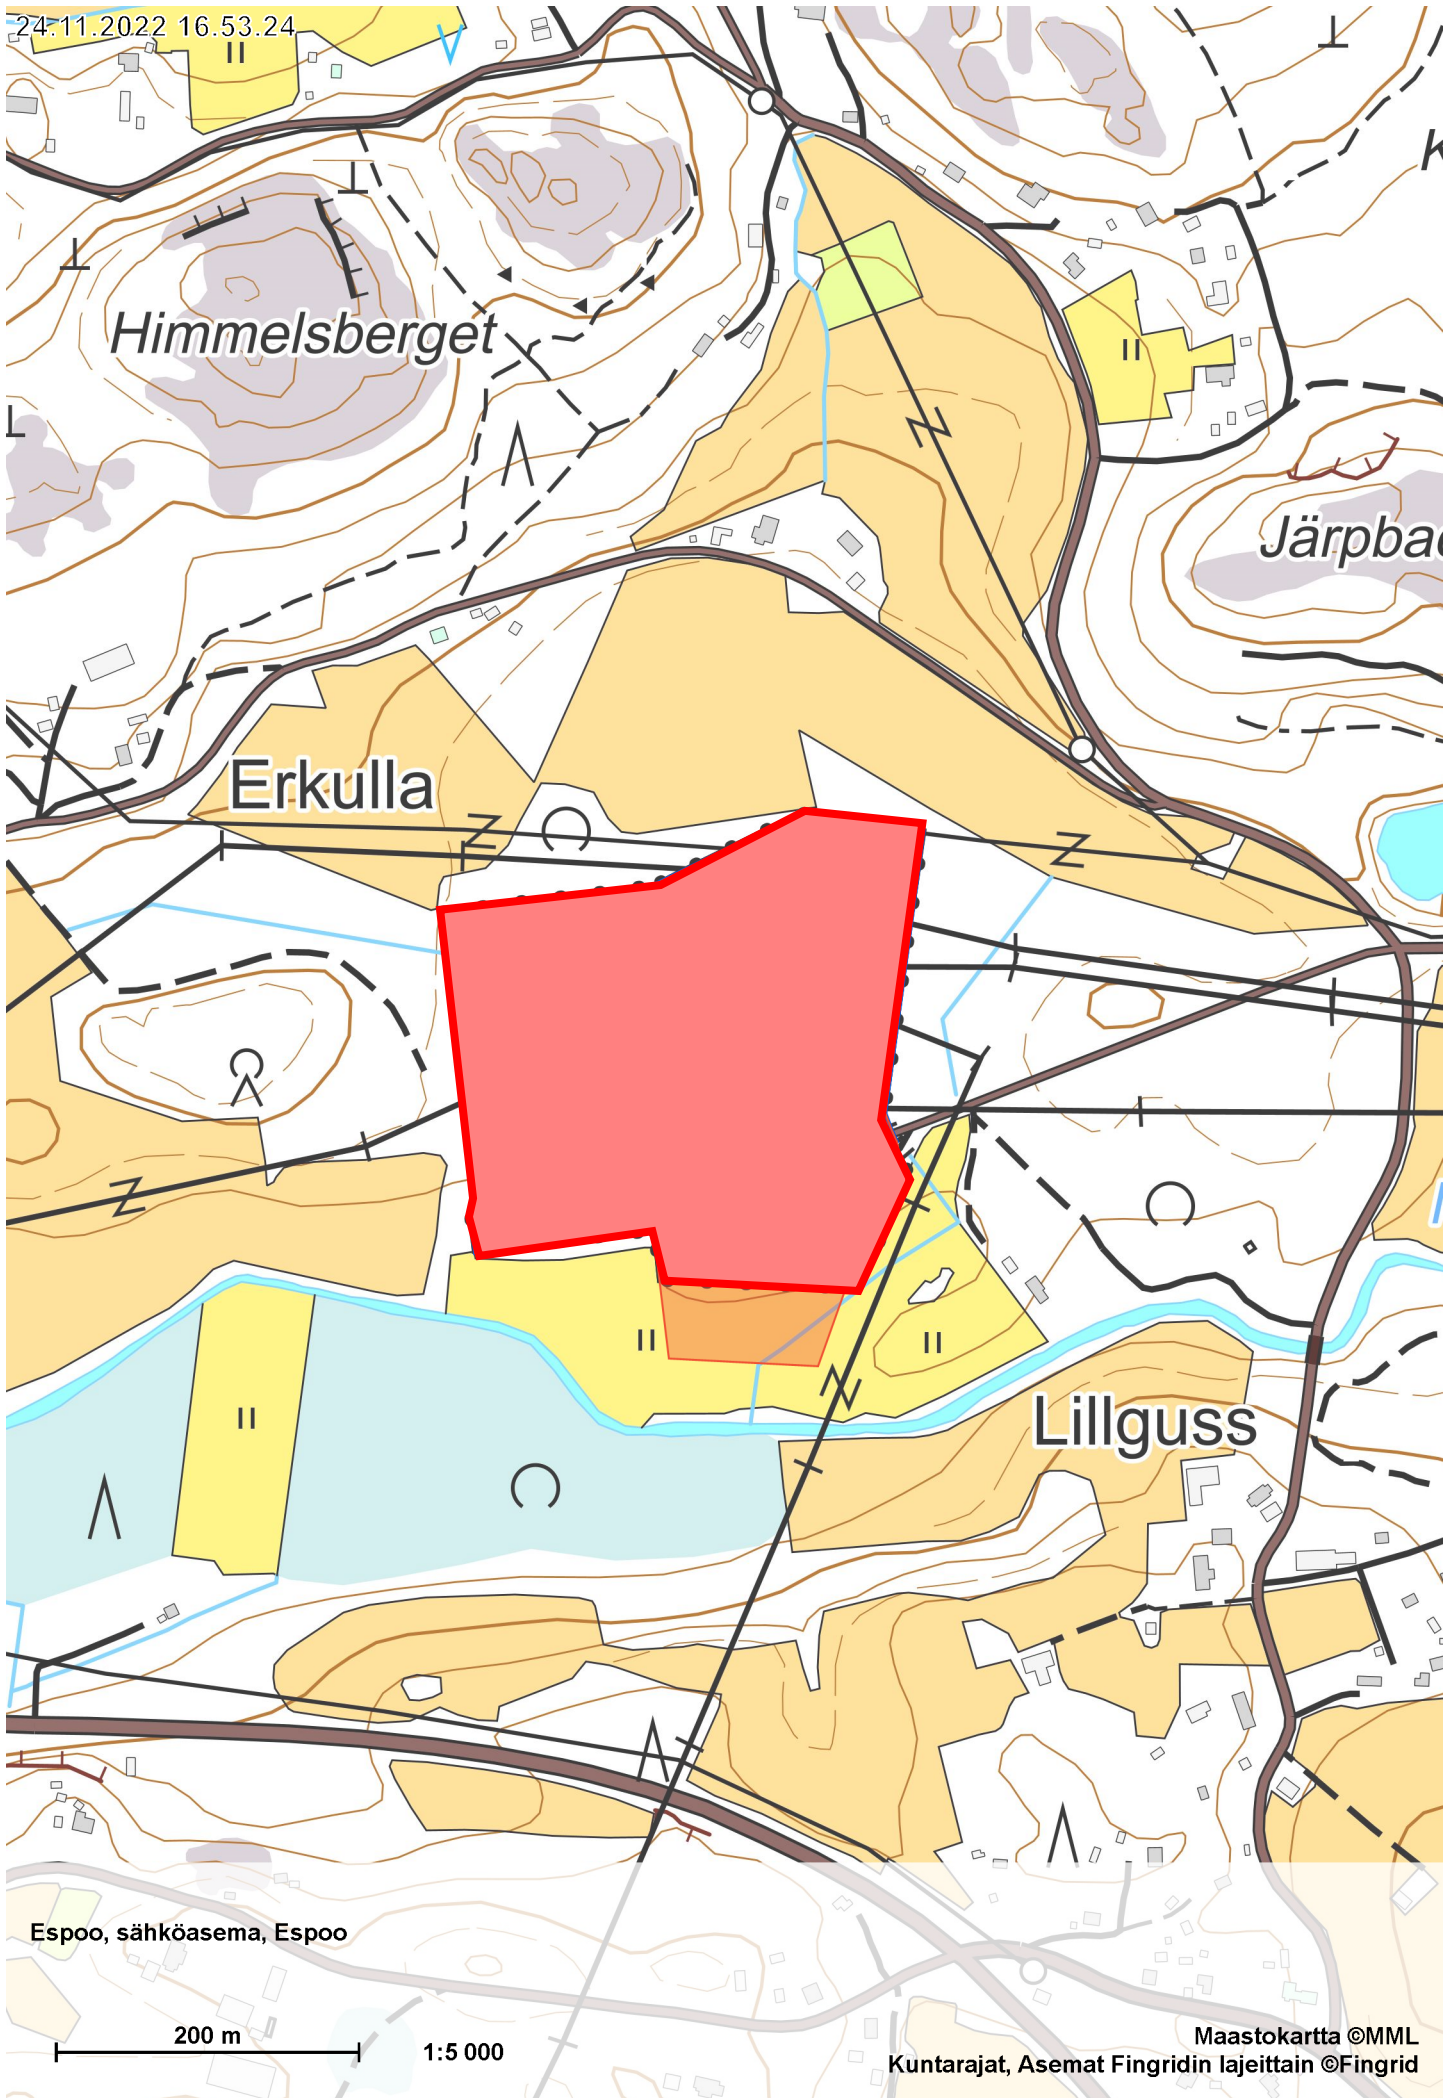 24.11.2022 16.53.24
Himmelsberget
Järpba
Erkulla
Lillguss
Espoo, sähköasema, Espoo
200 m
1:5 000
Maastokartta ©MML
Kuntarajat, Asemat Fingridin lajeittain ©Fingrid